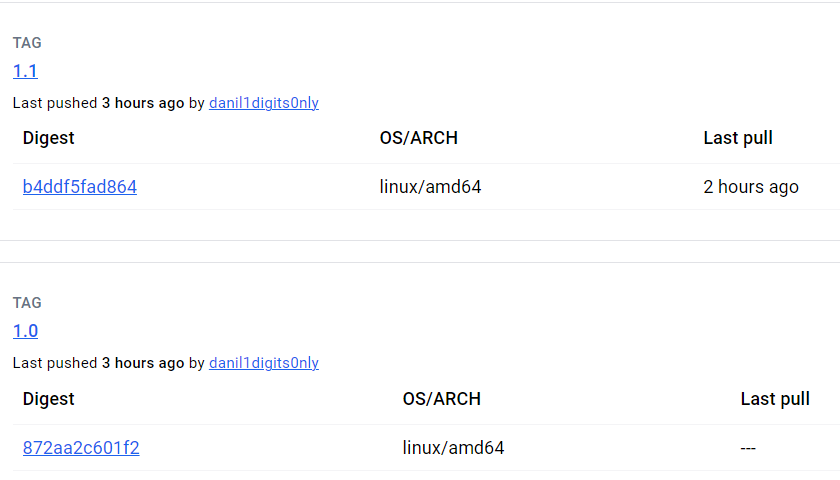 TAG
1.1
Last pushed 3 hours ago by danil1digits0nly
Digest OS/ARCH Last pull
b4ddf5fad864 linux/amd64 2 hours ago
TAG
1.0
Last pushed 3 hours ago by danil1digits0nly
Digest OS/ARCH Last pull
872aa2c601f2 linux/amd64 ---